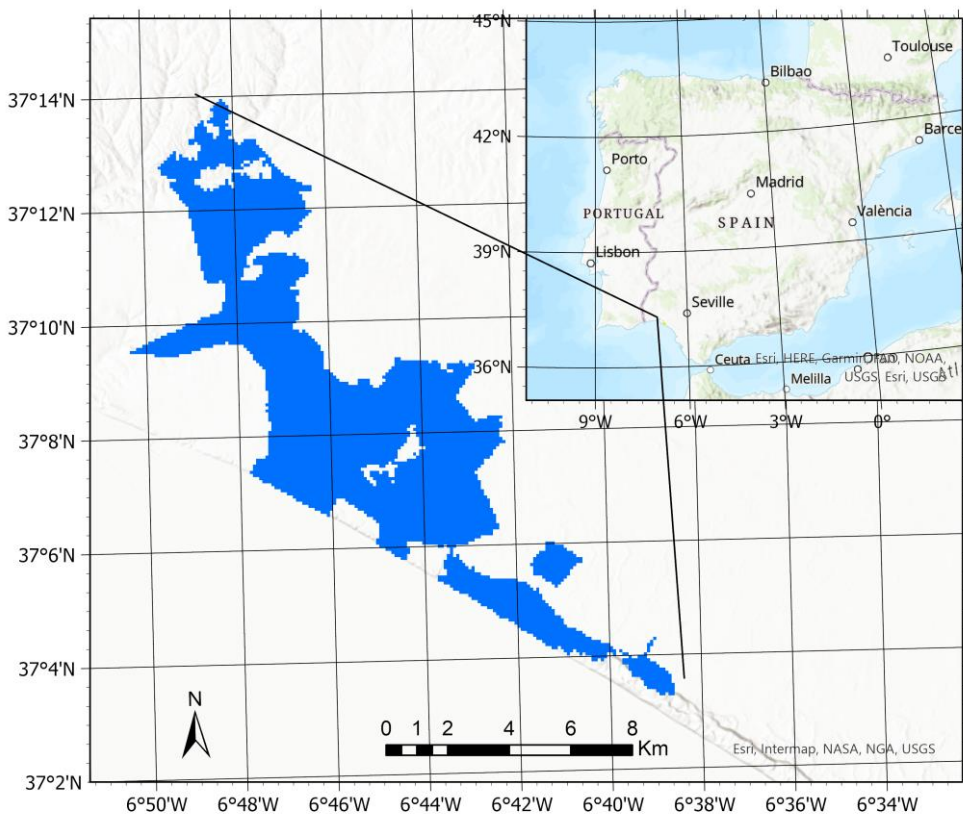 45°N
Toulouse
Bilbao
37°14'N
42°N
Barce
Porto
Madrid
37°12'N
PORTUGAL
SPAIN
València
39°N
Lisbon
37°10'N
Seville
36°N
Ceuta
Esri, HERE, Garmin, FAO, NOAA,
USGS, Esri, USGS
Oran
Atl
Melilla
9°W
6°W
3°W
0°
37°8'N
37°6'N
37°4'N
N
0 1 2 4 6 8
Km
Esri, Intermap, NASA, NGA, USGS
37°2'N
6°50'W
6°48'W
6°46'W
6°44'W
6°42'W
6°40'W
6°38'W
6°36'W
6°34'W